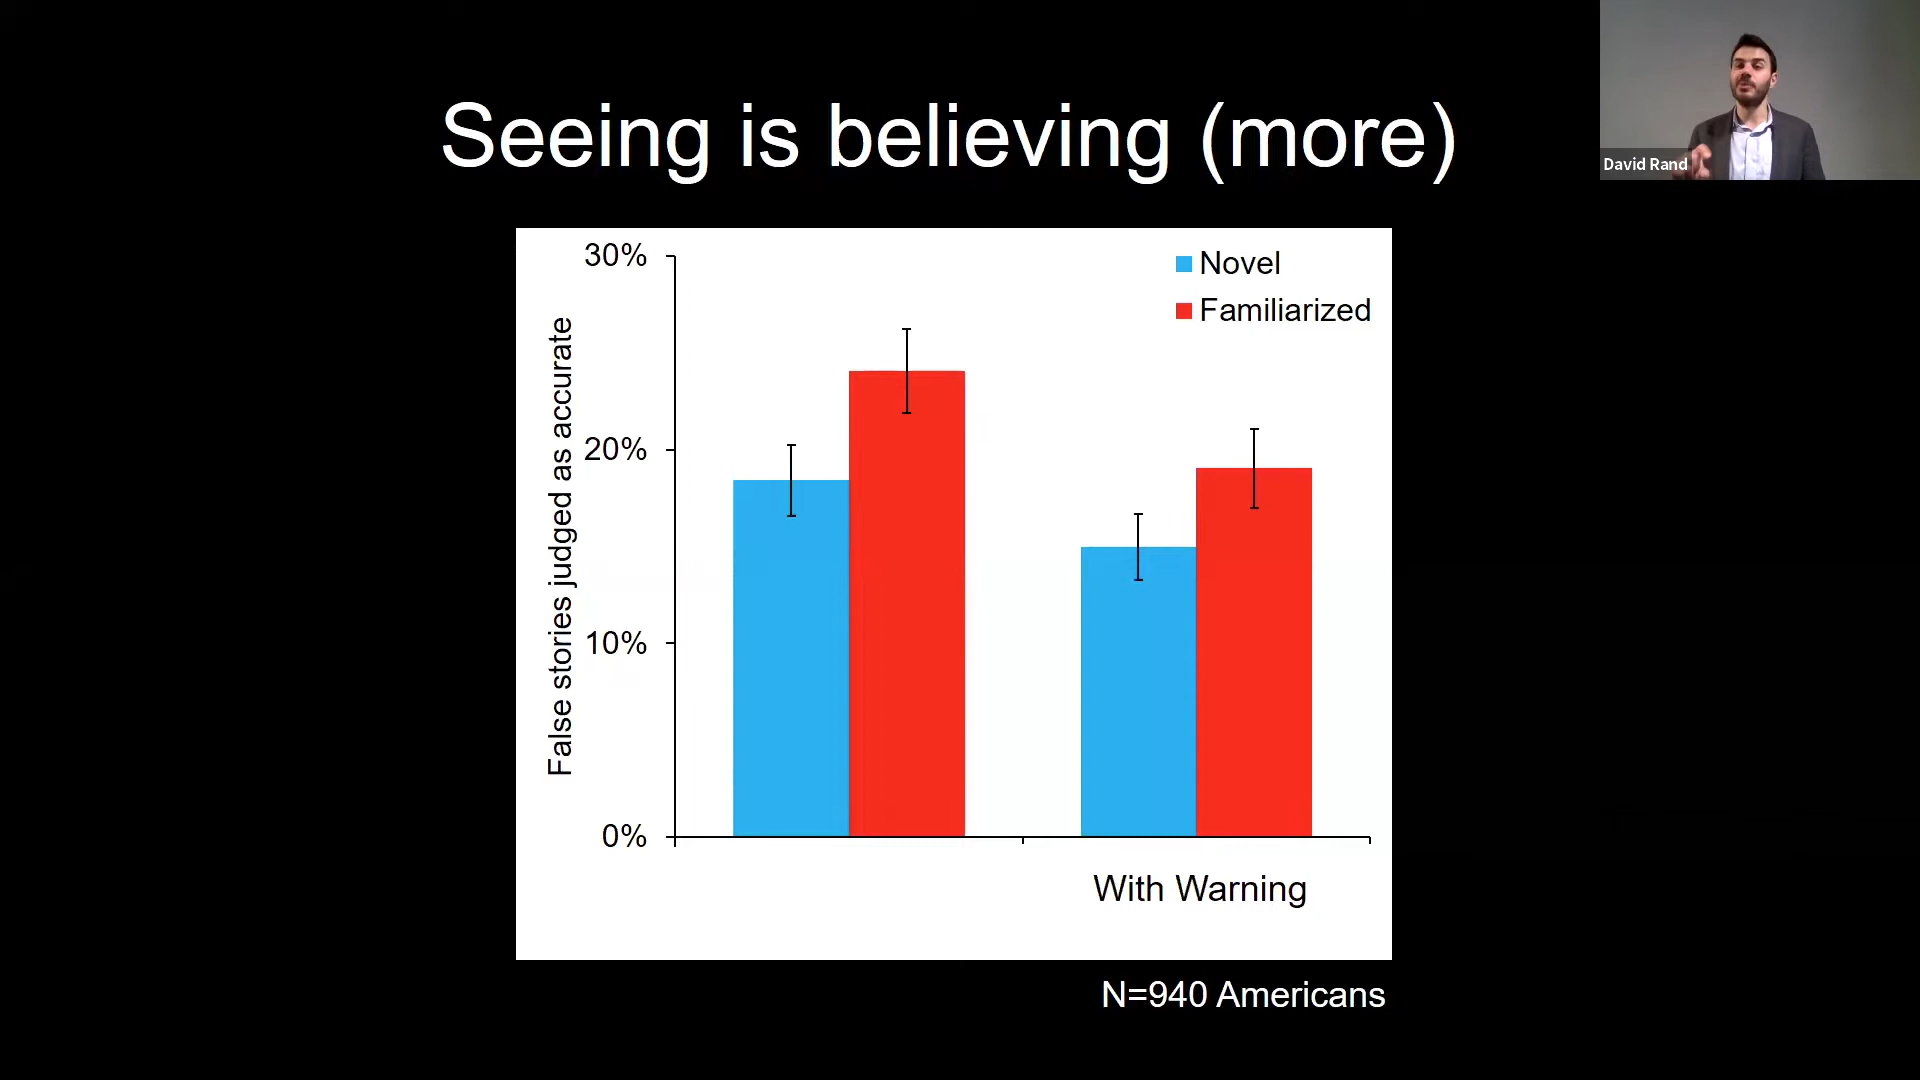 Seeing is believing (more)
David Rand
30%
20%
10%
0%
False stories judged as accurate
Novel
Familiarized
With Warning
N=940 Americans